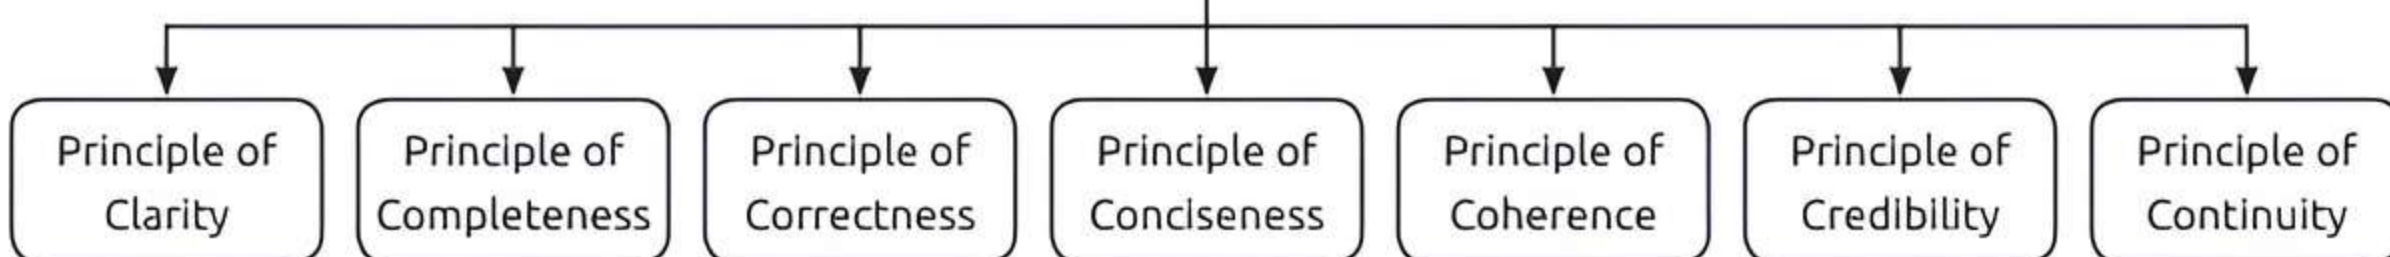 Principle of
Clarity
Principle of
Completeness
Principle of
Correctness
Principle of
Conciseness
Principle of
Coherence
Principle of
Credibility
Principle of
Continuity